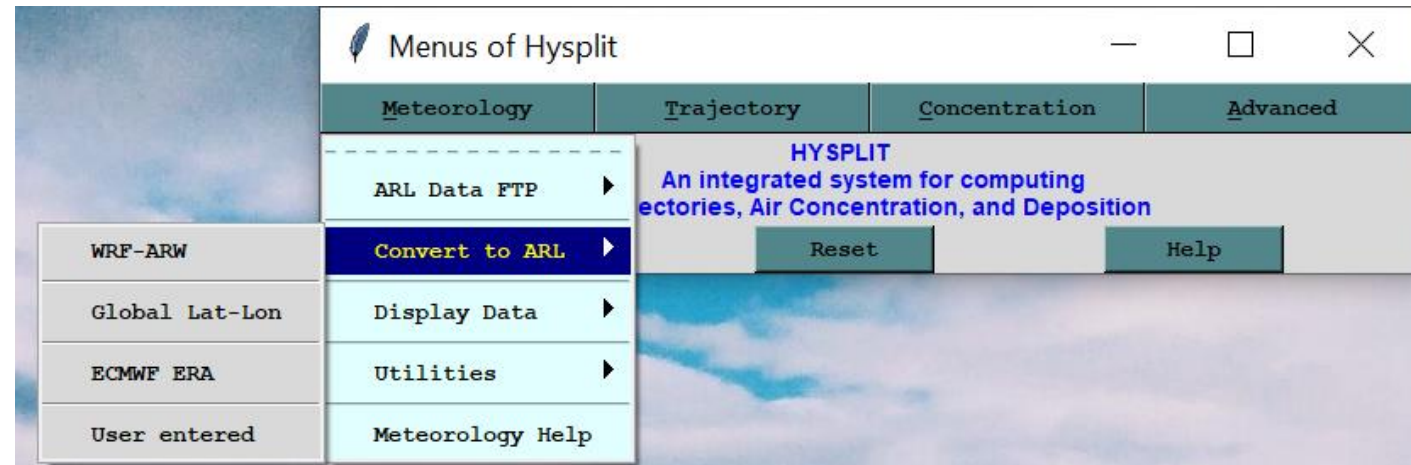 Menus of Hysplit
Meteorology Trajectory Concentration Advanced
HYSPLIT
An integrated system for computing
ectories, Air Concentration, and Deposition
Reset Help
ARL Data FTP
Convert to ARL
Display Data
Utilities
Meteorology Help
WRF-ARW
Global Lat-Lon
ECMWF ERA
User entered